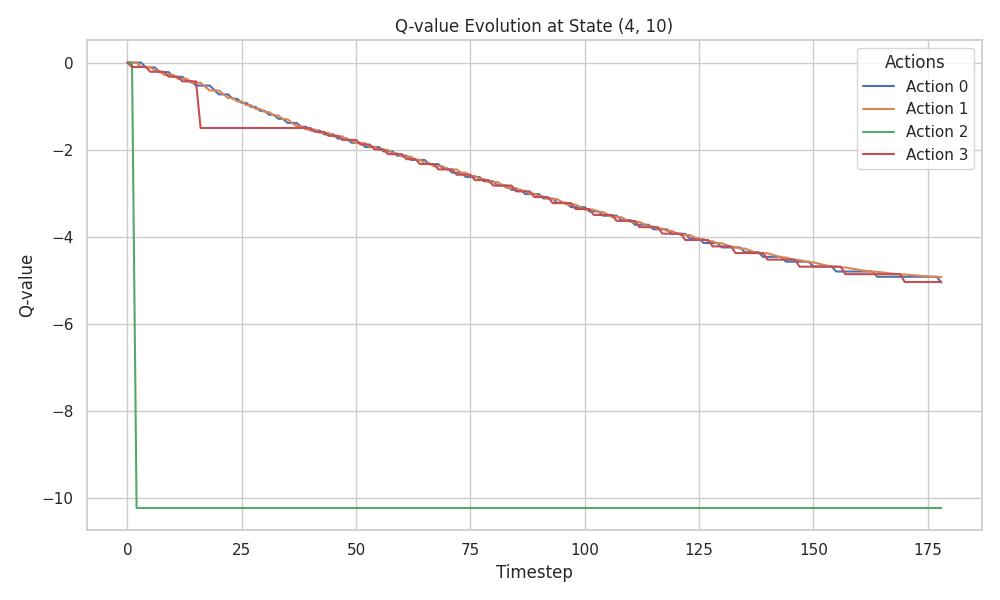 Q-value Evolution at State (4, 10)
Actions
Action 0
Action 1
Action 2
Action 3
Q-value
0
−2
−4
−6
−8
−10
0 25 50 75 100 125 150 175
Timestep